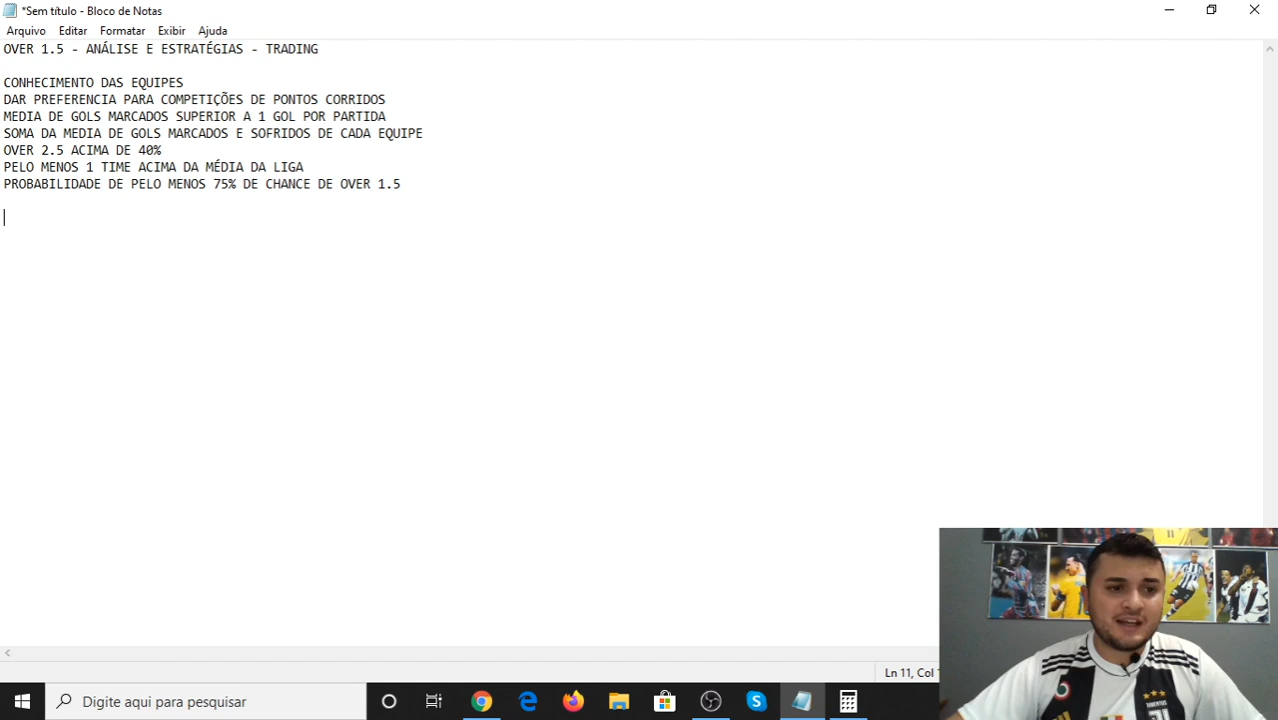 *Sem título - Bloco de Notas
Arquivo Editar Formatar Exibir Ajuda
OVER 1.5 - ANÁLISE E ESTRATÉGIAS - TRADING
CONHECIMENTO DAS EQUIPES
DAR PREFERENCIA PARA COMPETIÇÕES DE PONTOS CORRIDOS
MEDIA DE GOLS MARCADOS SUPERIOR A 1 GOL POR PARTIDA
SOMA DA MEDIA DE GOLS MARCADOS E SOFRIDOS DE CADA EQUIPE
OVER 2.5 ACIMA DE 40%
PELO MENOS 1 TIME ACIMA DA MÉDIA DA LIGA
PROBABILIDADE DE PELO MENOS 75% DE CHANCE DE OVER 1.5
Ln 11, Col
JUVENTUS
Digite aqui para pesquisar